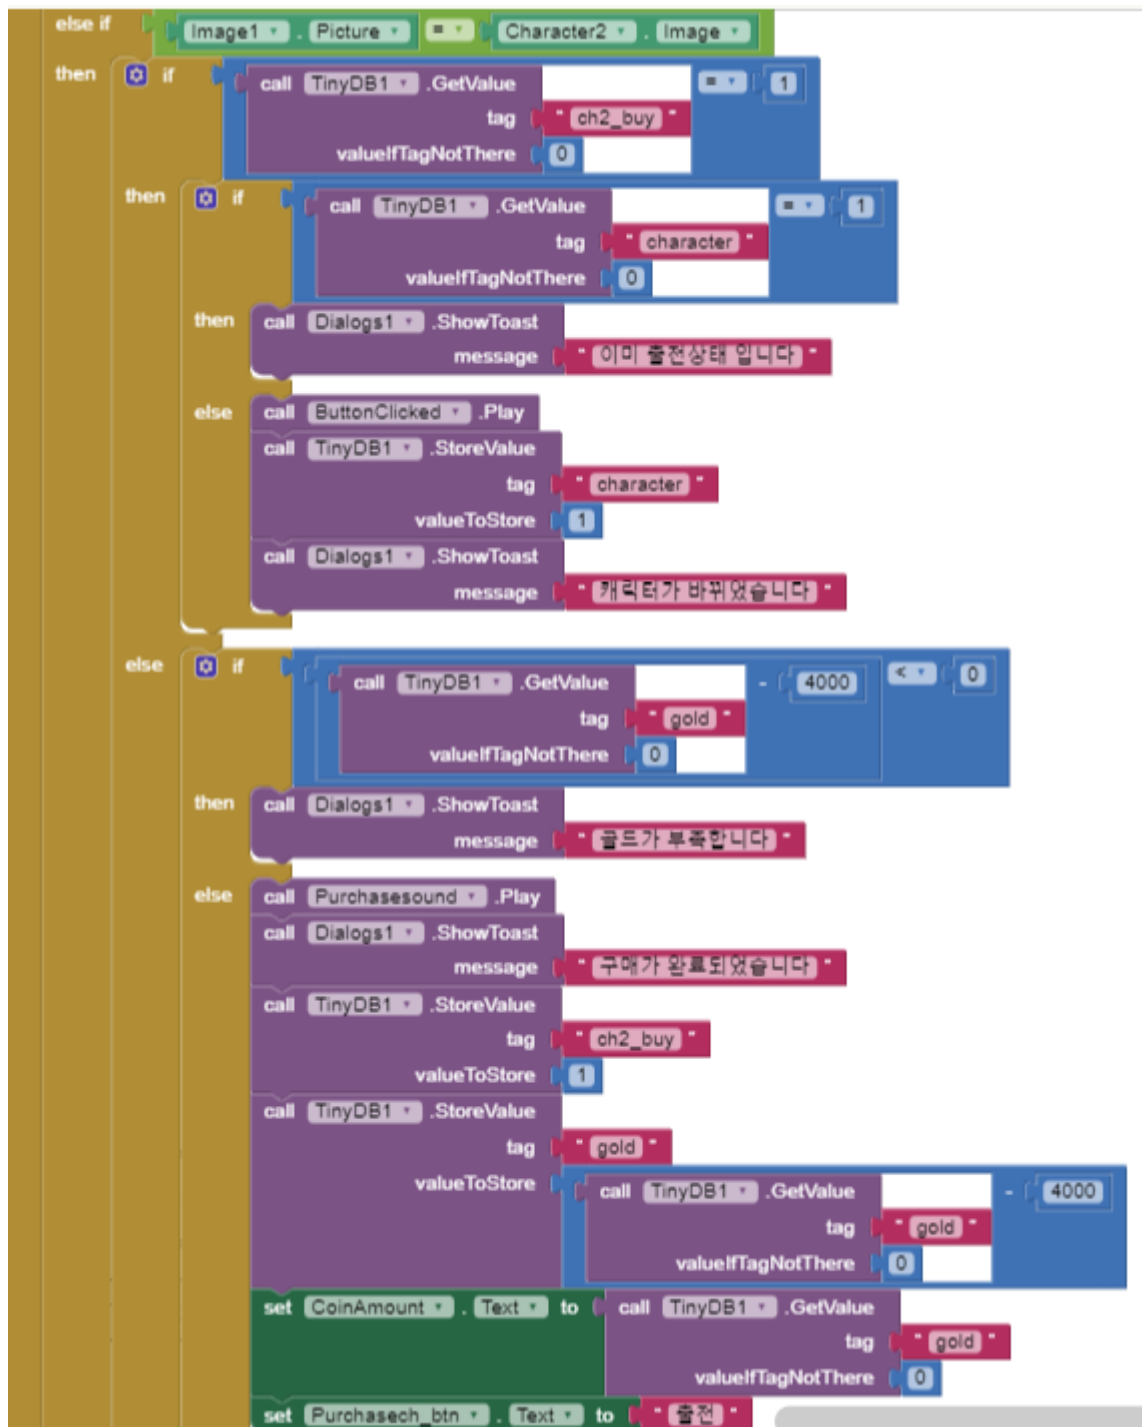 else if Image1 . Picture = Character2 . Image
then if call TinyDB1 .GetValue = 1
tag " ch2_buy "
valueIfTagNotThere 0
then if call TinyDB1 .GetValue = 1
tag " character "
valueIfTagNotThere 0
then call Dialogs1 .ShowToast
message " 이미 출전상태 입니다 "
else call ButtonClicked .Play
call TinyDB1 .StoreValue
tag " character "
valueToStore 1
call Dialogs1 .ShowToast
message " 캐릭터가 바뀌었습니다 "
else if call TinyDB1 .GetValue - 4000 < 0
tag " gold "
valueIfTagNotThere 0
then call Dialogs1 .ShowToast
message " 골드가 부족합니다 "
else call Purchasesound .Play
call Dialogs1 .ShowToast
message " 구매가 완료되었습니다 "
call TinyDB1 .StoreValue
tag " ch2_buy "
valueToStore 1
call TinyDB1 .StoreValue
tag " gold "
valueToStore call TinyDB1 .GetValue - 4000
tag " gold "
valueIfTagNotThere 0
set CoinAmount . Text to call TinyDB1 .GetValue
tag " gold "
valueIfTagNotThere 0
set Purchasech_btn . Text to " 출전 "